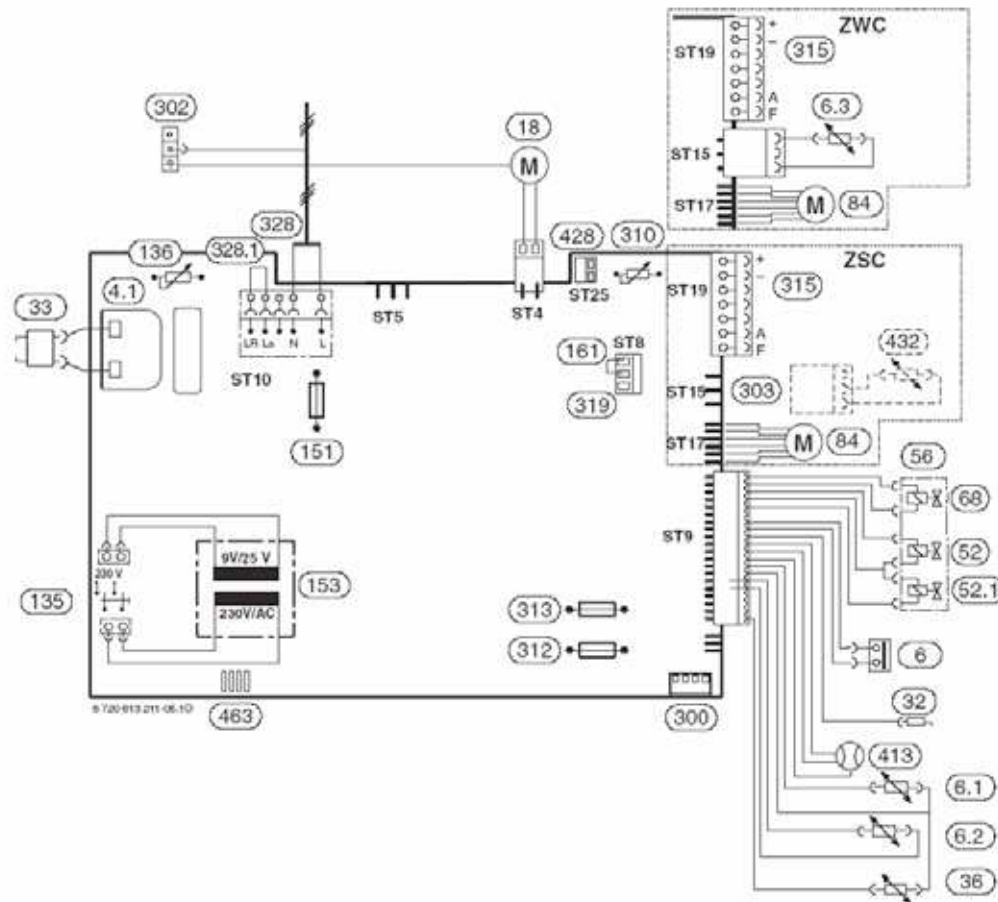 ZWC
ST19
+
–
315
A
F
6.3
ST15
ST17
M
84
302
18
M
328
136
328.1
428
310
4.1
33
ST5
ST4
ST25
ZSC
ST19
+
–
315
A
F
LR Ls N L
ST10
161
ST8
319
432
303
ST15
151
ST17
M
84
56
68
ST9
52
52.1
9V/25 V
230 V
153
135
230V/AC
313
312
6
463
300
32
413
6.1
6.2
36